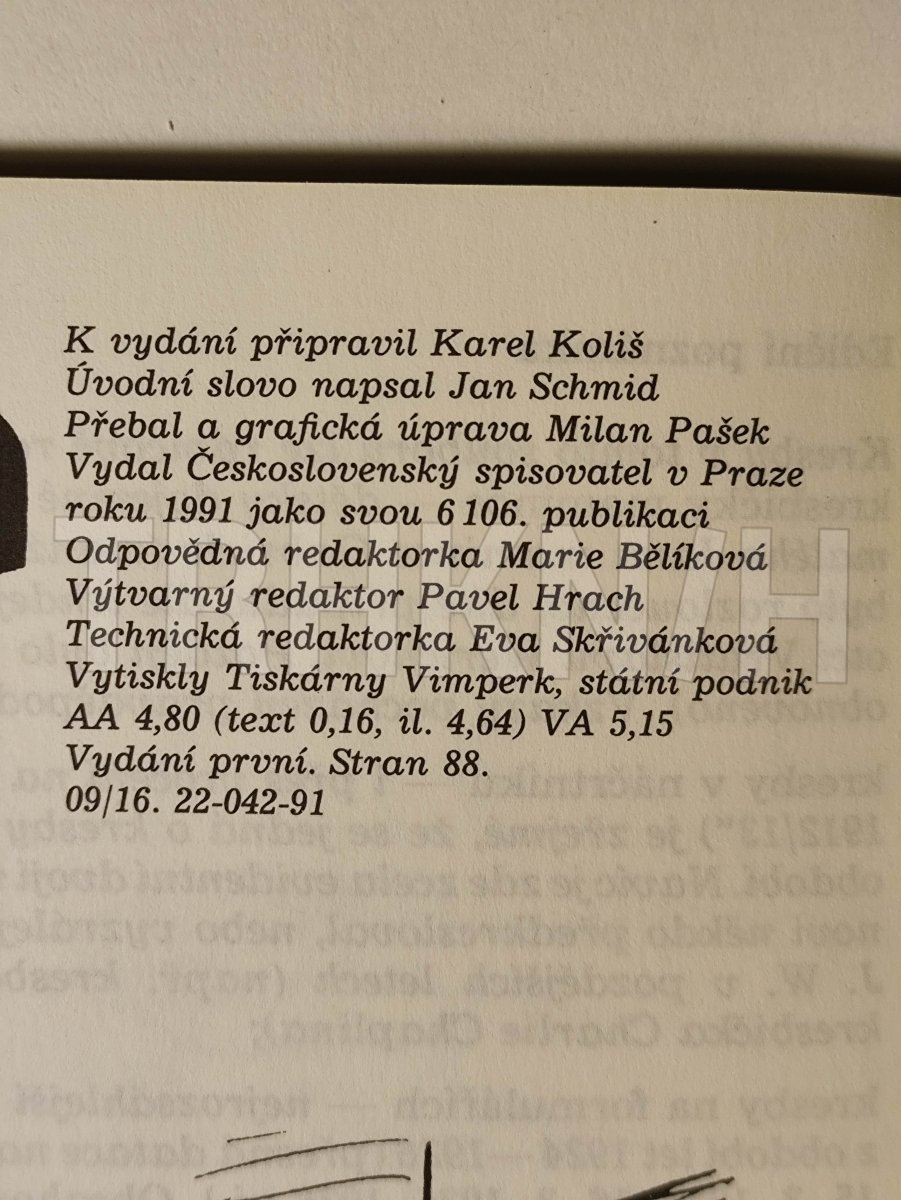 K vydání připravil Karel Koliš
Úvodní slovo napsal Jan Schmid
Přebal a grafická úprava Milan Pašek
Vydal Československý spisovatel v Praze
roku 1991 jako svou 6 106. publikaci
Odpovědná redaktorka Marie Bělíková
Výtvarný redaktor Pavel Hrach
Technická redaktorka Eva Skřivánková
Vytiskly Tiskárny Vimperk, státní podnik
AA 4,80 (text 0,16, il. 4,64) VA 5,15
Vydání první. Stran 88.
09/16. 22-042-91